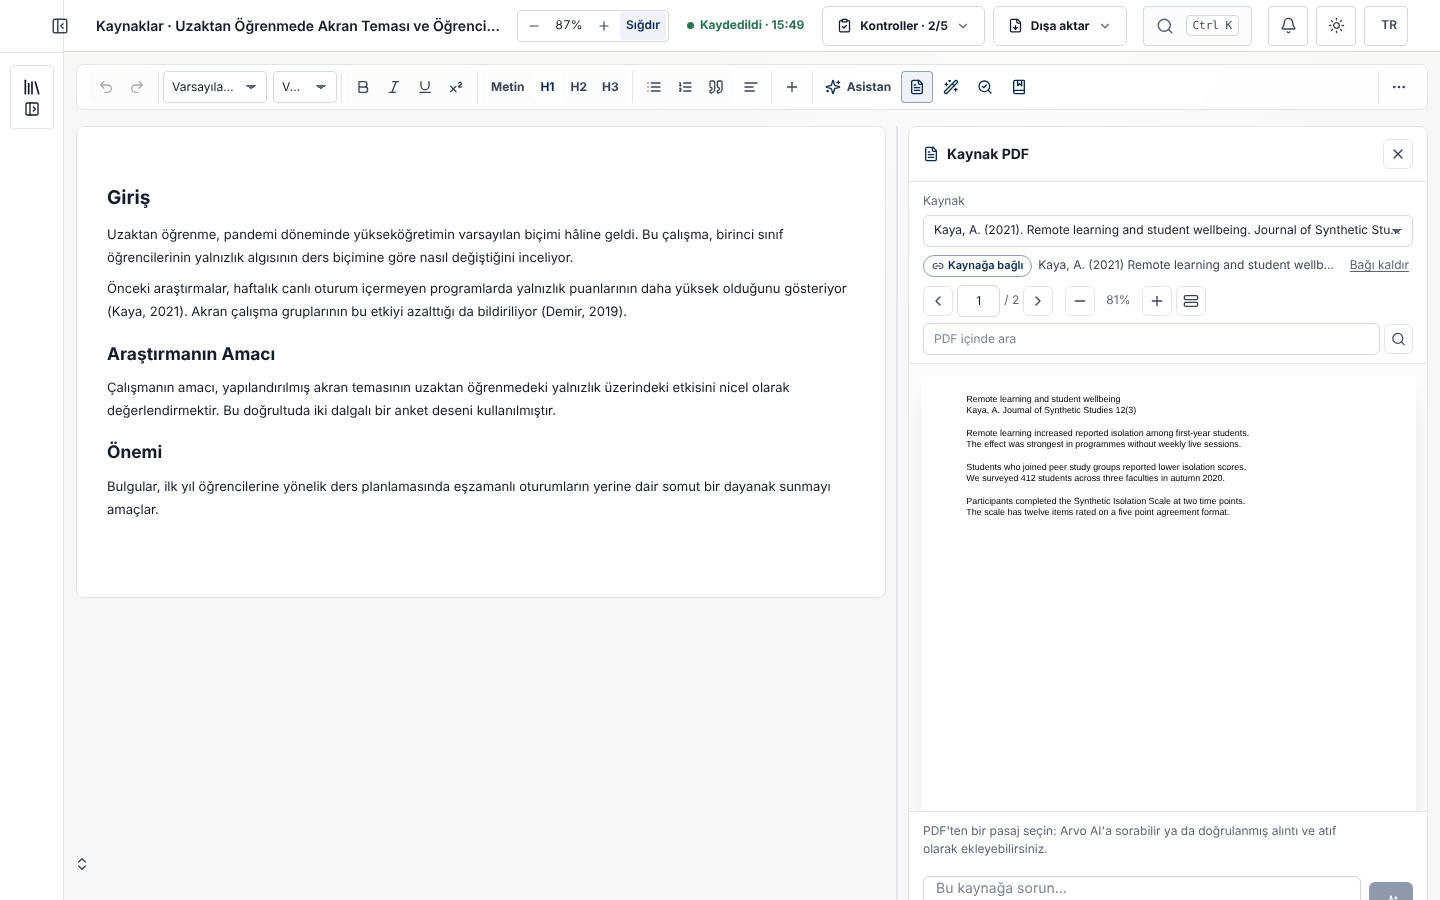 Kaynaklar · Uzaktan Öğrenmede Akran Teması ve Öğrenci...
87%
Sığdır
Kaydedildi · 15:49
Kontroller · 2/5
Dışa aktar
Ctrl K
TR
Varsayıla...
V...
B I U x²
Metin H1 H2 H3
Asistan
Giriş
Uzaktan öğrenme, pandemi döneminde yükseköğretimin varsayılan biçimi hâline geldi. Bu çalışma, birinci sınıf
öğrencilerinin yalnızlık algısının ders biçimine göre nasıl değiştiğini inceliyor.
Önceki araştırmalar, haftalık canlı oturum içermeyen programlarda yalnızlık puanlarının daha yüksek olduğunu gösteriyor
(Kaya, 2021). Akran çalışma gruplarının bu etkiyi azalttığı da bildiriliyor (Demir, 2019).
Araştırmanın Amacı
Çalışmanın amacı, yapılandırılmış akran temasının uzaktan öğrenmedeki yalnızlık üzerindeki etkisini nicel olarak
değerlendirmektir. Bu doğrultuda iki dalgalı bir anket deseni kullanılmıştır.
Önemi
Bulgular, ilk yıl öğrencilerine yönelik ders planlamasında eşzamanlı oturumların yerine dair somut bir dayanak sunmayı
amaçlar.
Kaynak PDF
Kaynak
Kaya, A. (2021). Remote learning and student wellbeing. Journal of Synthetic Stu...
Kaynağa bağlı
Kaya, A. (2021) Remote learning and student wellb...
Bağı kaldır
1 / 2
81%
PDF içinde ara
Remote learning and student wellbeing
Kaya, A. Journal of Synthetic Studies 12(3)
Remote learning increased reported isolation among first-year students.
The effect was strongest in programmes without weekly live sessions.
Students who joined peer study groups reported lower isolation scores.
We surveyed 412 students across three faculties in autumn 2020.
Participants completed the Synthetic Isolation Scale at two time points.
The scale has twelve items rated on a five point agreement format.
PDF'ten bir pasaj seçin: Arvo AI'a sorabilir ya da doğrulanmış alıntı ve atıf
olarak ekleyebilirsiniz.
Bu kaynağa sorun...